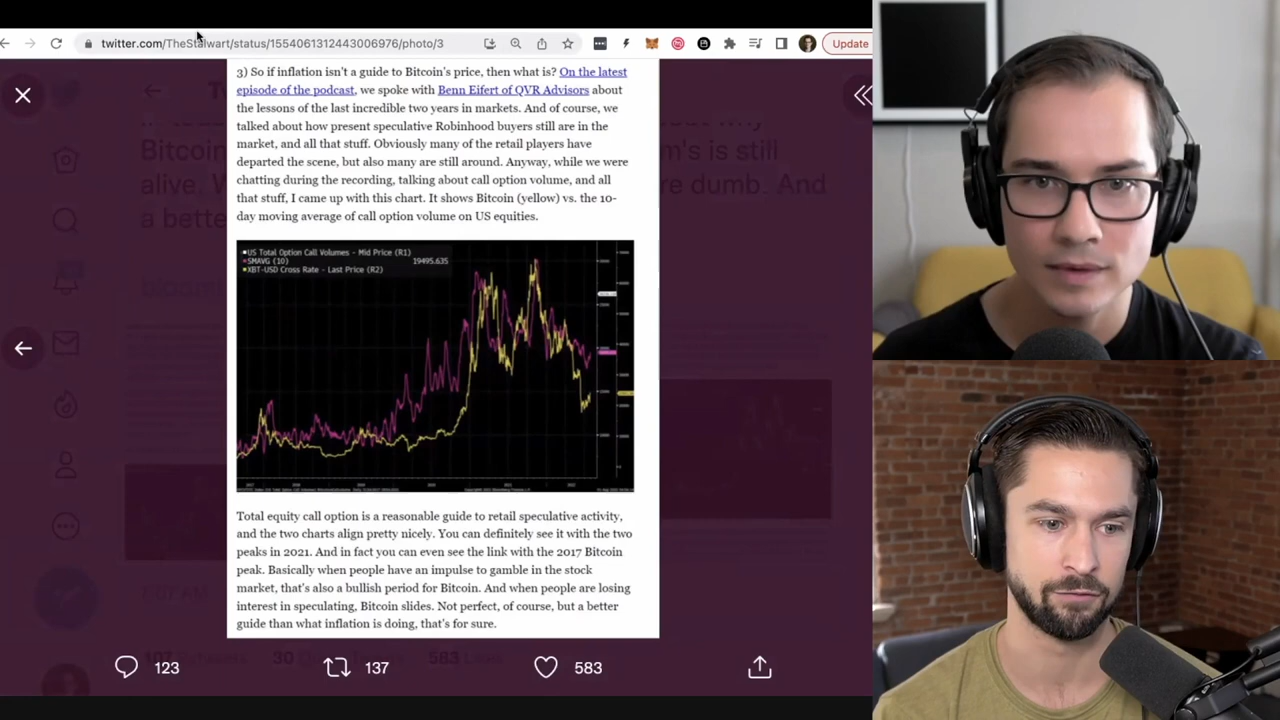 twitter.com/TheStalwart/status/1554061312443006976/photo/3
Update
3) So if inflation isn't a guide to Bitcoin's price, then what is? On the latest
episode of the podcast, we spoke with Benn Eifert of QVR Advisors about
the lessons of the last incredible two years in markets. And of course, we
talked about how present speculative Robinhood buyers still are in the
market, and all that stuff. Obviously many of the retail players have
departed the scene, but also many are still around. Anyway, while we were
chatting during the recording, talking about call option volume, and all
that stuff, I came up with this chart. It shows Bitcoin (yellow) vs. the 10-
day moving average of call option volume on US equities.
US Total Option Call Volumes - Mid Price (R1)
SMAVG (10) 19495.635
XBT-USD Cross Rate - Last Price (R2)
Total equity call option is a reasonable guide to retail speculative activity,
and the two charts align pretty nicely. You can definitely see it with the two
peaks in 2021. And in fact you can even see the link with the 2017 Bitcoin
peak. Basically when people have an impulse to gamble in the stock
market, that's also a bullish period for Bitcoin. And when people are losing
interest in speculating, Bitcoin slides. Not perfect, of course, but a better
guide than what inflation is doing, that's for sure.
123 137 583